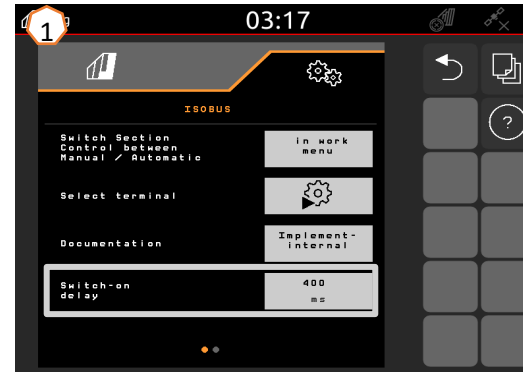 1
03:17
ISOBUS
Switch Section
Control between
Manual / Automatic
in work
menu
Select terminal
Documentation
Implement-
internal
Switch-on
delay
400
ms
?